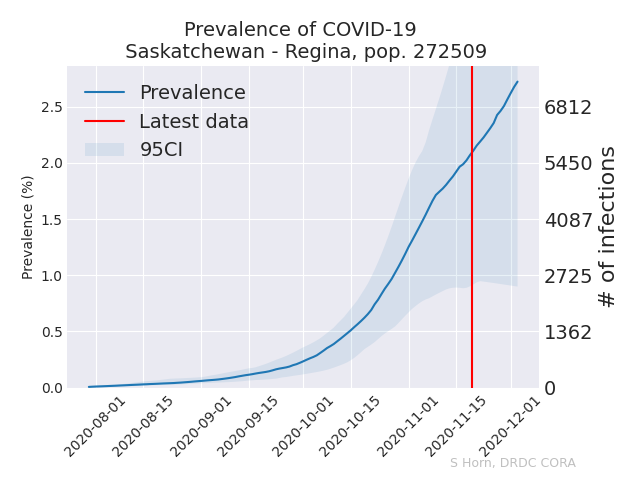 Prevalence of COVID-19
Saskatchewan - Regina, pop. 272509
Prevalence
Latest data
95CI
Prevalence (%)
2.5
2.0
1.5
1.0
0.5
0.0
6812
5450
4087
2725
1362
0
# of infections
2020-08-01
2020-08-15
2020-09-01
2020-09-15
2020-10-01
2020-10-15
2020-11-01
2020-11-15
2020-12-01
S Horn, DRDC CORA